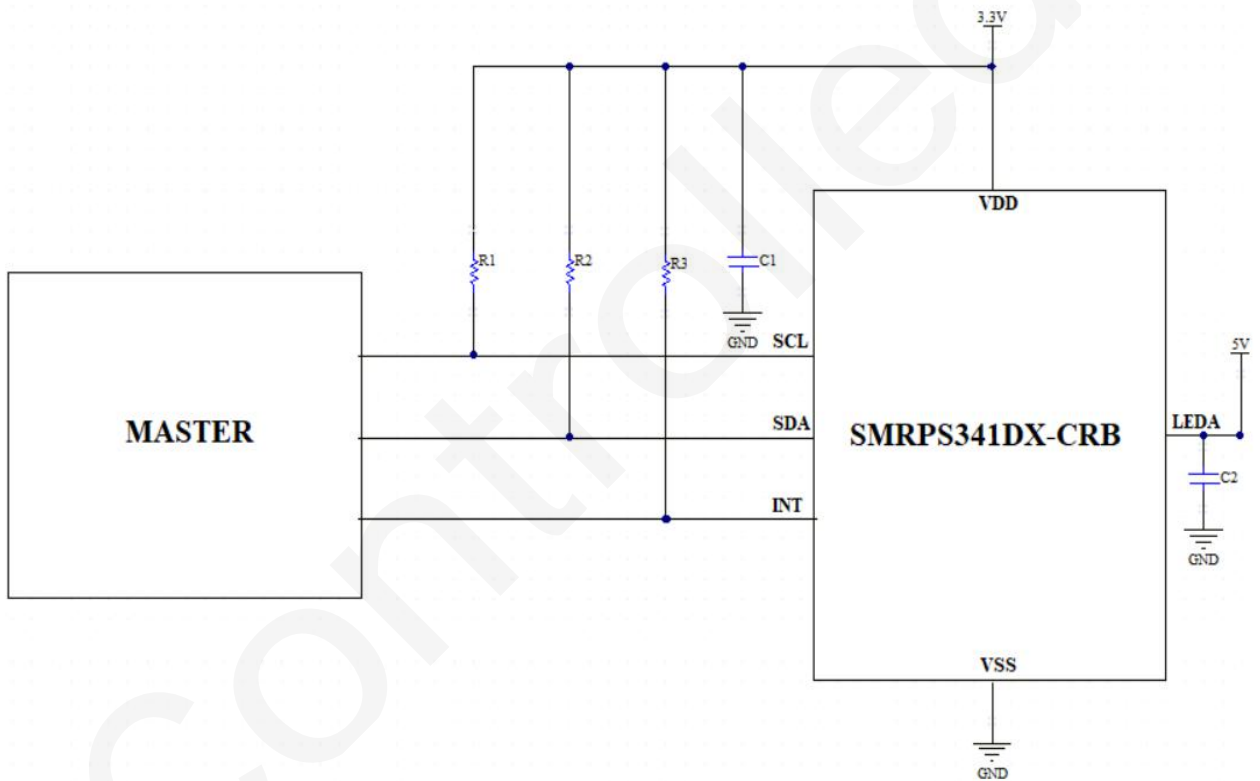 3.3V
VDD
R1
R2
R3
C1
GND
SCL
5V
MASTER
SDA
SMRPS341DX-CRB
LEDA
C2
INT
GND
VSS
GND
Controlled